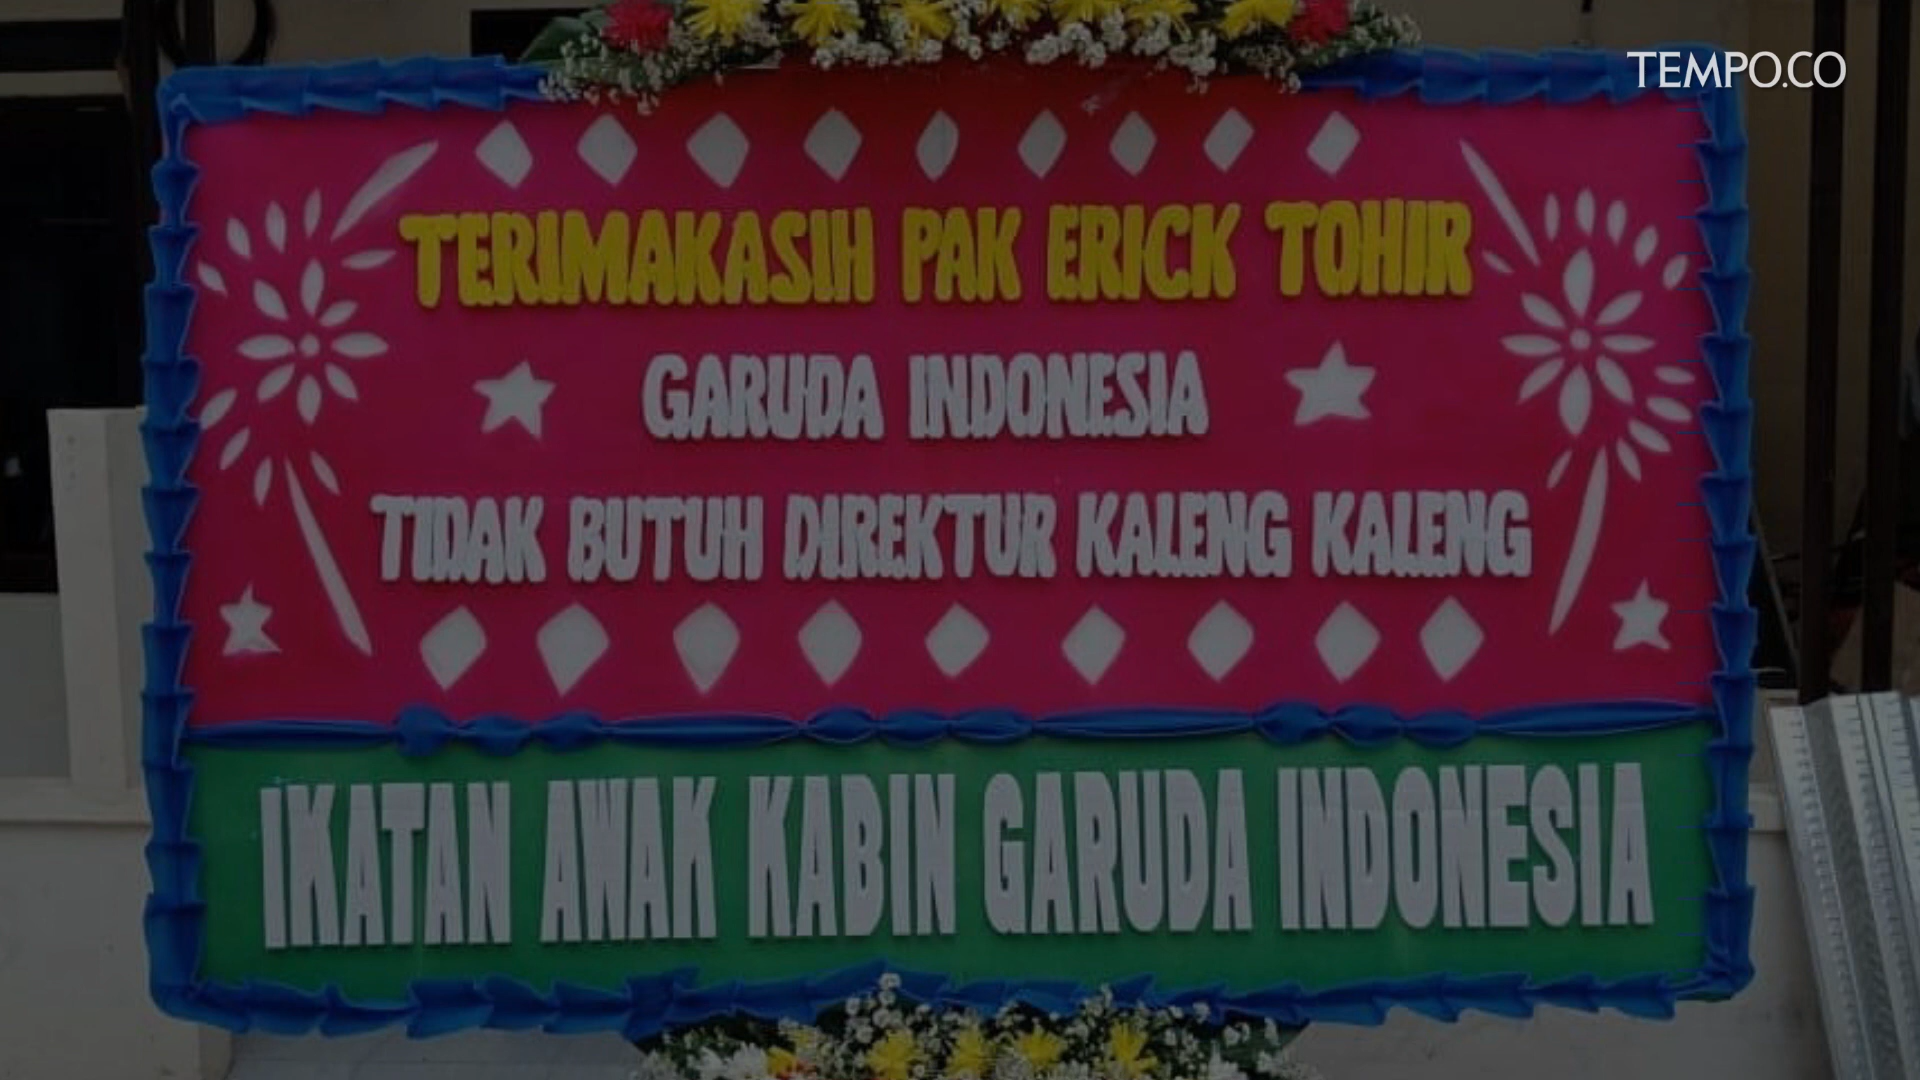 TEMPO.CO
TERIMAKASIH PAK ERICK TOHIR
GARUDA INDONESIA
TIDAK BUTUH DIREKTUR KALENG KALENG
IKATAN AWAK KABIN GARUDA INDONESIA